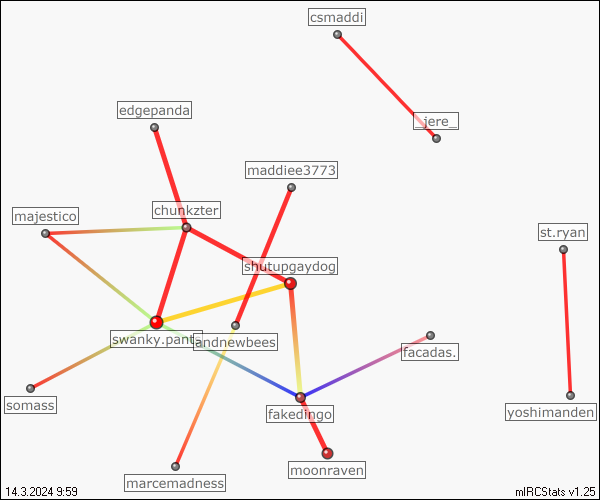 csmaddi
edgepanda
_jere_
maddiee3773
majestico
chunkzter
st.ryan
shutupgaydog
swanky.pant
andnewbees
facadas.
somass
fakedingo
yoshimanden
moonraven
marcemadness
14.3.2024 9:59
mIRCStats v1.25